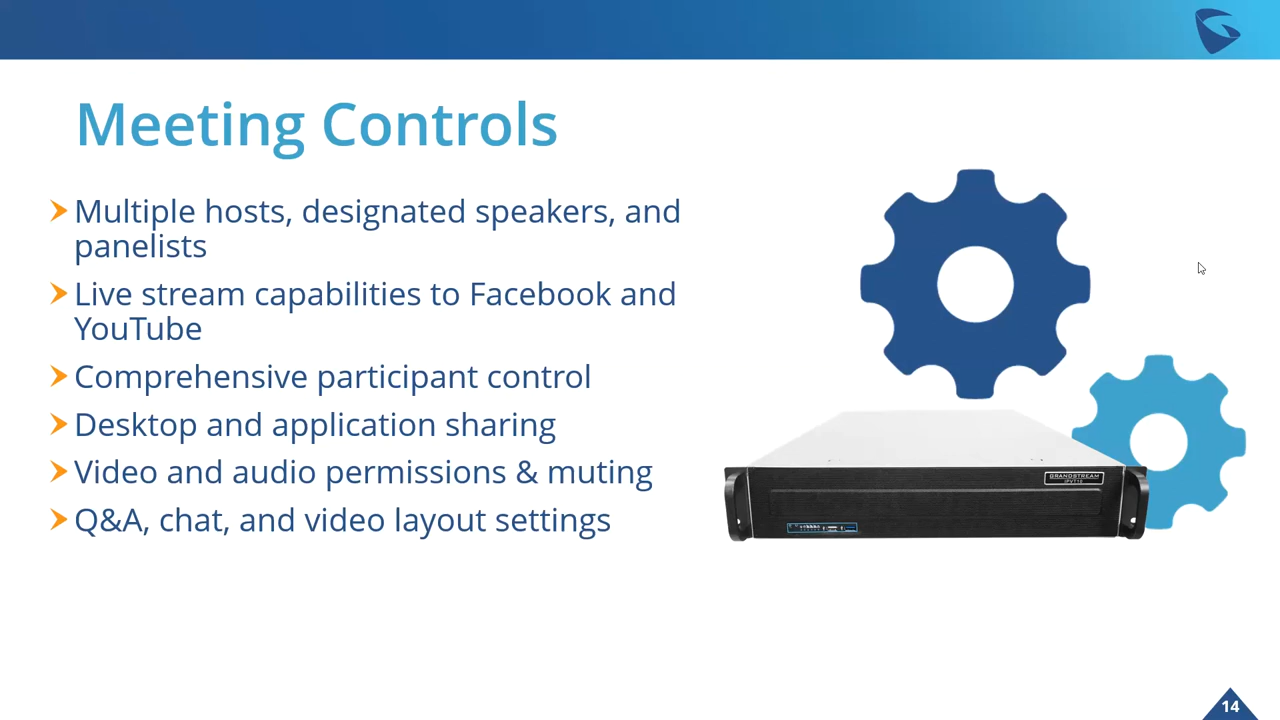 Meeting Controls
Multiple hosts, designated speakers, and
panelists
Live stream capabilities to Facebook and
YouTube
Comprehensive participant control
Desktop and application sharing
Video and audio permissions & muting
Q&A, chat, and video layout settings
GRANDSTREAM
IPVT10
14